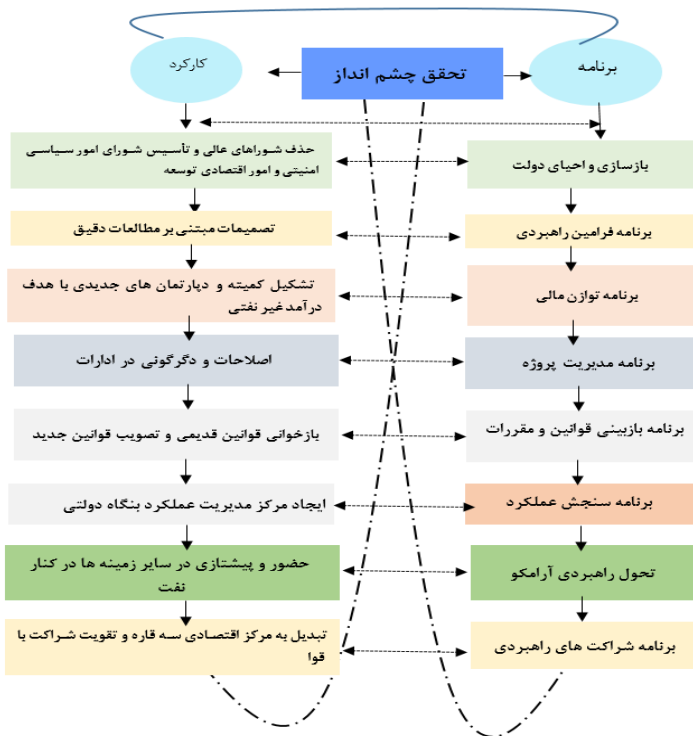 برنامه
تحقق چشم انداز
کارکرد
بازسازی و احیای دولت
حذف شوراهای عالی و تأسیس شورای امور سیاسی
امنیتی و امور اقتصادی توسعه
برنامه فرامین راهبردی
تصمیمات مبتنی بر مطالعات دقیق
برنامه توازن مالی
تشکیل کمیته و دپارتمان های جدیدی با هدف
درآمد غیر نفتی
برنامه مدیریت پروژه
اصلاحات و دگرگونی در ادارات
برنامه بازبینی قوانین و مقررات
بازخوانی قوانین قدیمی و تصویب قوانین جدید
برنامه سنجش عملکرد
ایجاد مرکز مدیریت عملکرد بنگاه دولتی
تحول راهبردی آرامکو
حضور و پیشتازی در سایر زمینه ها در کنار
نفت
برنامه شراکت های راهبردی
تبدیل به مرکز اقتصادی سه قاره و تقویت شراکت با
قوا